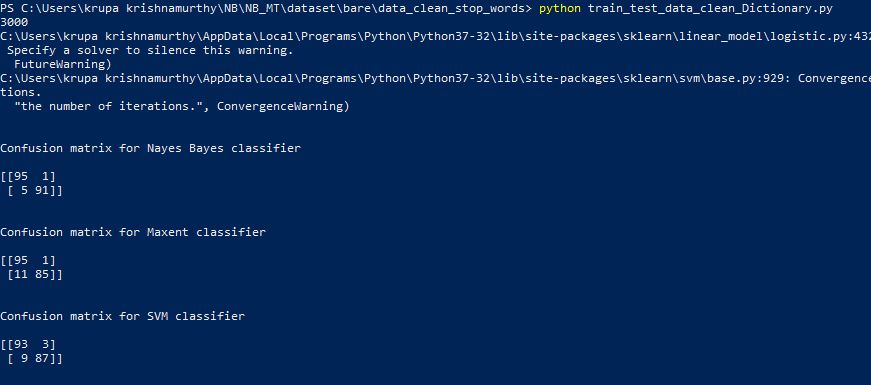 PS C:\Users\krupa krishnamurthy\NB\NB_MT\dataset\bare\data_clean_stop_words> python train_test_data_clean_Dictionary.py
3000
C:\Users\krupa krishnamurthy\AppData\Local\Programs\Python\Python37-32\lib\site-packages\sklearn\linear_model\logistic.py:432
 Specify a solver to silence this warning.
  FutureWarning)
C:\Users\krupa krishnamurthy\AppData\Local\Programs\Python\Python37-32\lib\site-packages\sklearn\svm\base.py:929: Convergence
tions.
  "the number of iterations.", ConvergenceWarning)
Confusion matrix for Nayes Bayes classifier
[[95  1]
 [ 5 91]]
Confusion matrix for Maxent classifier
[[95  1]
 [11 85]]
Confusion matrix for SVM classifier
[[93  3]
 [ 9 87]]